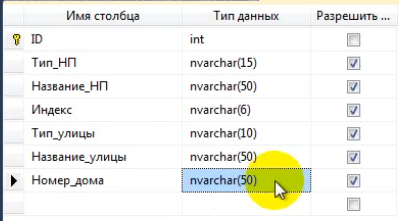 Имя столбца Тип данных Разрешить ...
ID int
Тип_НП nvarchar(15)
Название_НП nvarchar(50)
Индекс nvarchar(6)
Тип_улицы nvarchar(10)
Название_улицы nvarchar(50)
Номер_дома nvarchar(50)